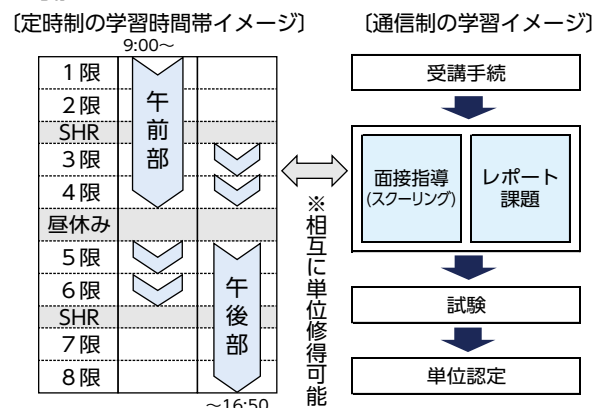 〔定時制の学習時間帯イメージ〕
9:00～
1限
2限
SHR
3限
4限
昼休み
5限
6限
SHR
7限
8限
午前部
午後部
～16:50
※相互に単位修得可能
〔通信制の学習イメージ〕
受講手続
面接指導
(スクーリング)
レポート
課題
試験
単位認定